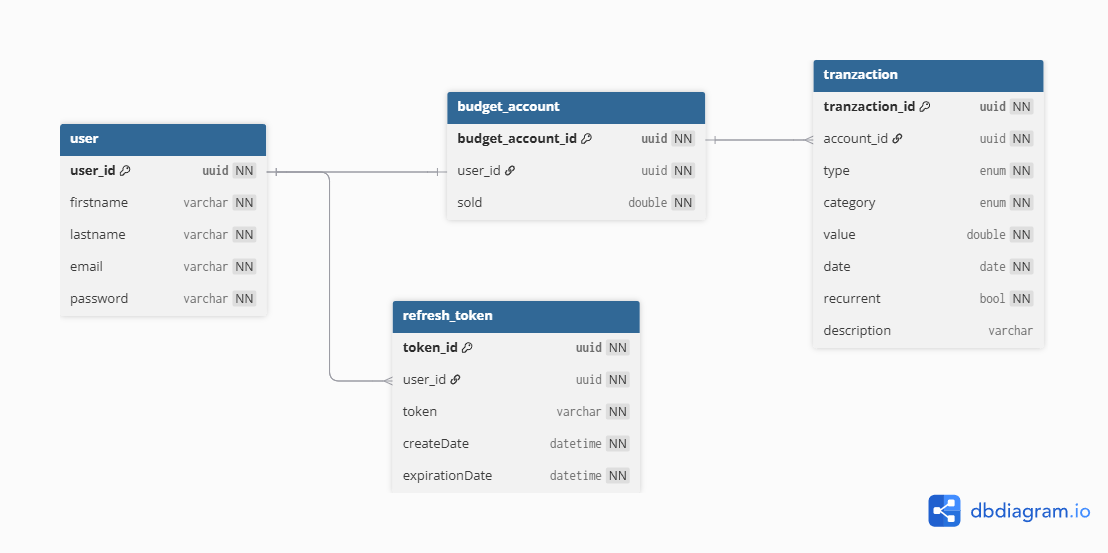 user
user_id uuid NN
firstname varchar NN
lastname varchar NN
email varchar NN
password varchar NN
budget_account
budget_account_id uuid NN
user_id uuid NN
sold double NN
refresh_token
token_id uuid NN
user_id uuid NN
token varchar NN
createDate datetime NN
expirationDate datetime NN
tranzaction
tranzaction_id uuid NN
account_id uuid NN
type enum NN
category enum NN
value double NN
date date NN
recurrent bool NN
description varchar
dbdiagram.io